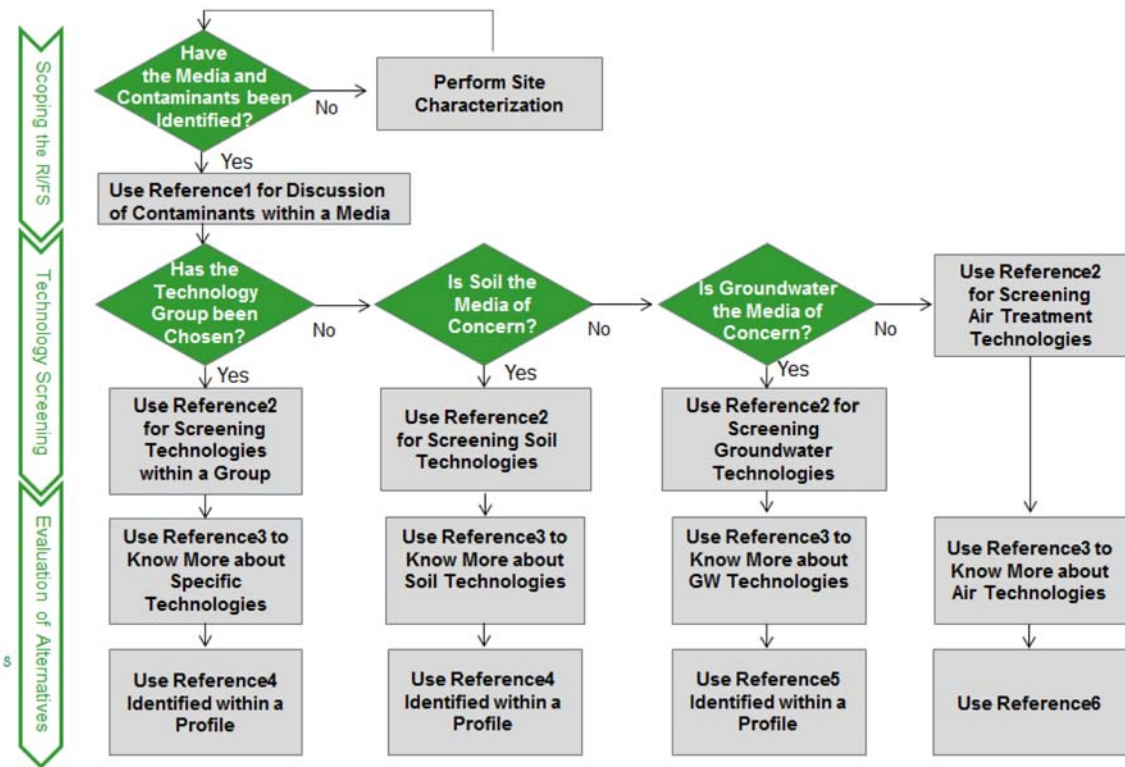 Scoping the RI/FS
Have
the Media and
Contaminants been
Identified?
No
Perform Site
Characterization
Yes
Use Reference1 for Discussion
of Contaminants within a Media
Technology Screening
Has the
Technology
Group been
Chosen?
No
Is Soil the
Media of
Concern?
No
Is Groundwater
the Media of
Concern?
No
Use Reference2
for Screening
Air Treatment
Technologies
Yes
Yes
Yes
Use Reference2
for Screening
Technologies
within a Group
Use Reference2
for Screening Soil
Technologies
Use Reference2 for
Screening
Groundwater
Technologies
Evaluation of Alternatives
Use Reference3 to
Know More about
Specific
Technologies
Use Reference3 to
Know More about
Soil Technologies
Use Reference3 to
Know More about
GW Technologies
Use Reference3 to
Know More about
Air Technologies
s
Use Reference4
Identified within a
Profile
Use Reference4
Identified within a
Profile
Use Reference5
Identified within a
Profile
Use Reference6